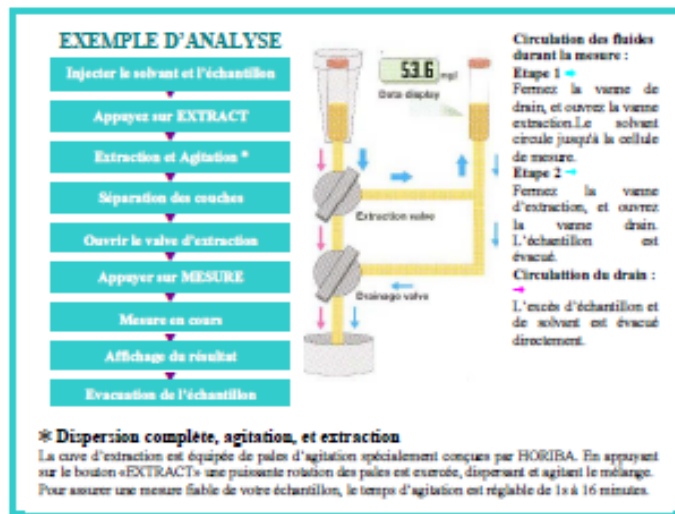 EXEMPLE D'ANALYSE
Injecter le solvant et l'échantillon
Appuyez sur EXTRACT
Extraction et Agitation *
Séparation des couches
Ouvrir le valve d'extraction
Appuyer sur MESURE
Mesure en cours
Affichage du résultat
Evacuation de l'échantillon
53.6 mg/l
Data display
Extraction valve
Drainage valve
Circulation des fluides
durant la mesure :
Etape 1 →
Fermez la vanne de
drain, et ouvrez la vanne
extraction.Le solvant
circule jusqu'à la cellule
de mesure.
Etape 2 →
Fermez la vanne
d'extraction, et ouvrez
la vanne drain.
L'échantillon est
évacué.
Circulation du drain :
→
L'excés d'échantillon et
de solvant est évacué
directement.
* Dispersion complète, agitation, et extraction
La cuve d'extraction est équipée de pales d'agitation spécialement conçues par HORIBA. En appuyant
sur le bouton «EXTRACT» une puissante rotation des pales est exercée, dispersant et agitant le mélange.
Pour assurer une mesure fiable de votre échantillon, le temps d'agitation est réglable de 1s à 16 minutes.